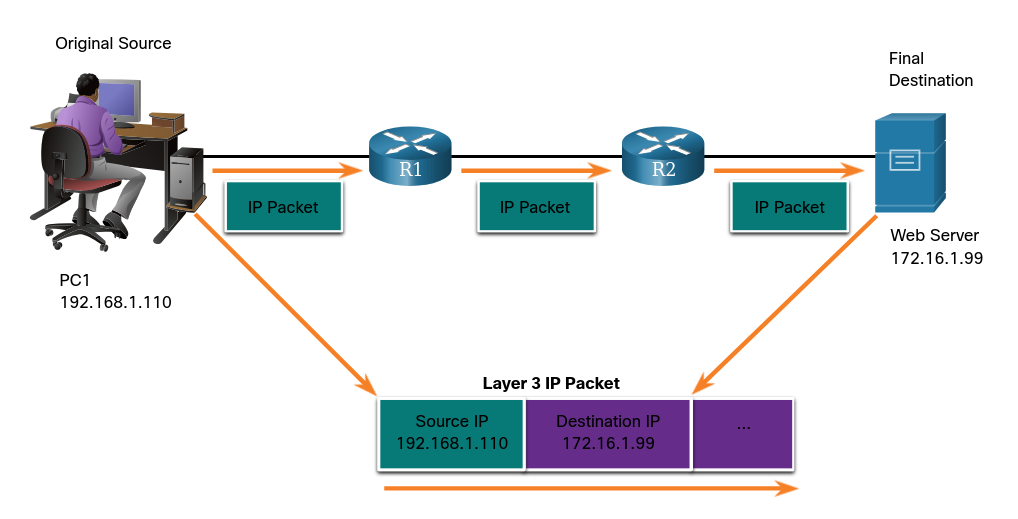 Original Source
Final
Destination
R1
R2
IP Packet
IP Packet
IP Packet
Web Server
172.16.1.99
PC1
192.168.1.110
Layer 3 IP Packet
Source IP
192.168.1.110
Destination IP
172.16.1.99
...